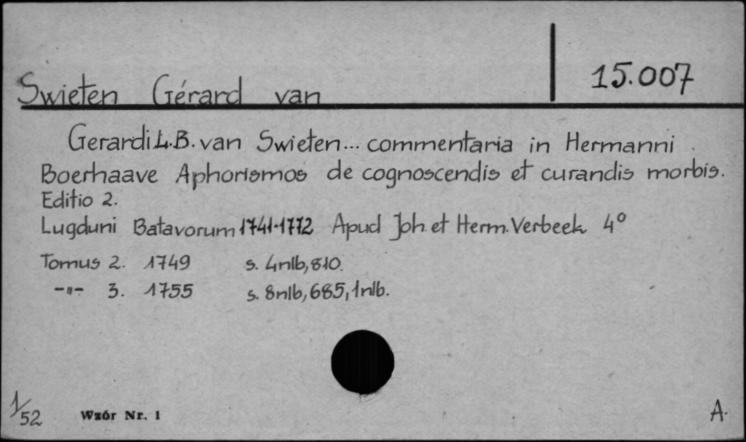 15.007
Swieten Gérard van
Gerardi L.B. van Swieten... commentaria in Hermanni
Boerhaave Aphorismos de cognoscendis et curandis morbis.
Editio 2.
Lugduni Batavorum 1741-1772 Apud Joh et Herm. Verbeek 4°
Tomus 2. 1749 s. 4nlb, 810.
-"- 3. 1755 s. 8nlb, 685, 1nlb.
1/52 Wzór Nr. 1 A.